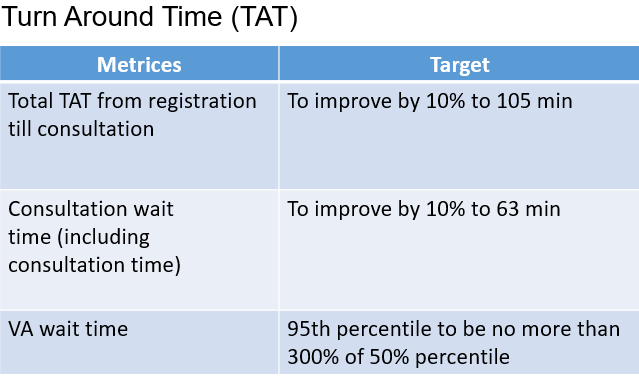 Turn Around Time (TAT)
Metrices
Target
Total TAT from registration
till consultation
To improve by 10% to 105 min
Consultation wait
time (including
consultation time)
To improve by 10% to 63 min
VA wait time
95th percentile to be no more than
300% of 50% percentile